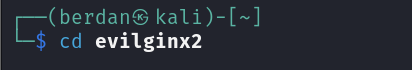 ┌──(berdan㉿kali)-[~]
└─$ cd evilginx2